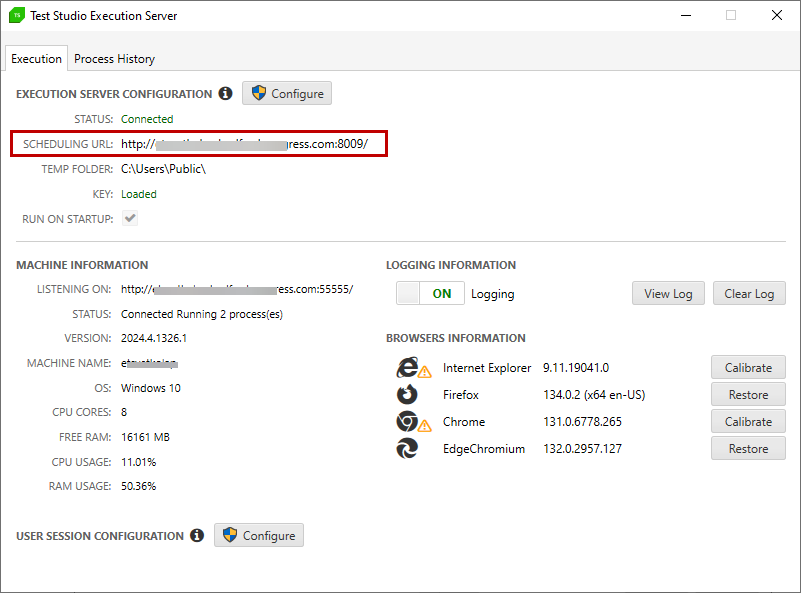 TS Test Studio Execution Server
Execution Process History
EXECUTION SERVER CONFIGURATION Configure
STATUS: Connected
SCHEDULING URL: http:// ress.com:8009/
TEMP FOLDER: C:\Users\Public\
KEY: Loaded
RUN ON STARTUP:
MACHINE INFORMATION
LISTENING ON: http:// ess.com:55555/
STATUS: Connected Running 2 process(es)
VERSION: 2024.4.1326.1
MACHINE NAME:
OS: Windows 10
CPU CORES: 8
FREE RAM: 16161 MB
CPU USAGE: 11.01%
RAM USAGE: 50.36%
LOGGING INFORMATION
ON Logging View Log Clear Log
BROWSERS INFORMATION
Internet Explorer 9.11.19041.0 Calibrate
Firefox 134.0.2 (x64 en-US) Restore
Chrome 131.0.6778.265 Calibrate
EdgeChromium 132.0.2957.127 Restore
USER SESSION CONFIGURATION Configure